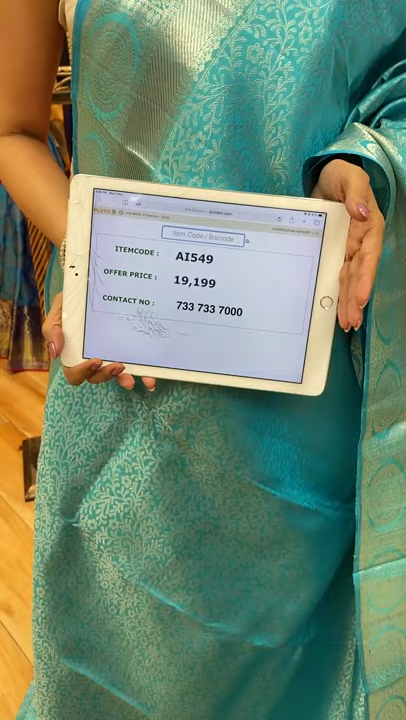 Item Code / Barcode
ITEMCODE : AI549
OFFER PRICE : 19,199
CONTACT NO : 733 733 7000